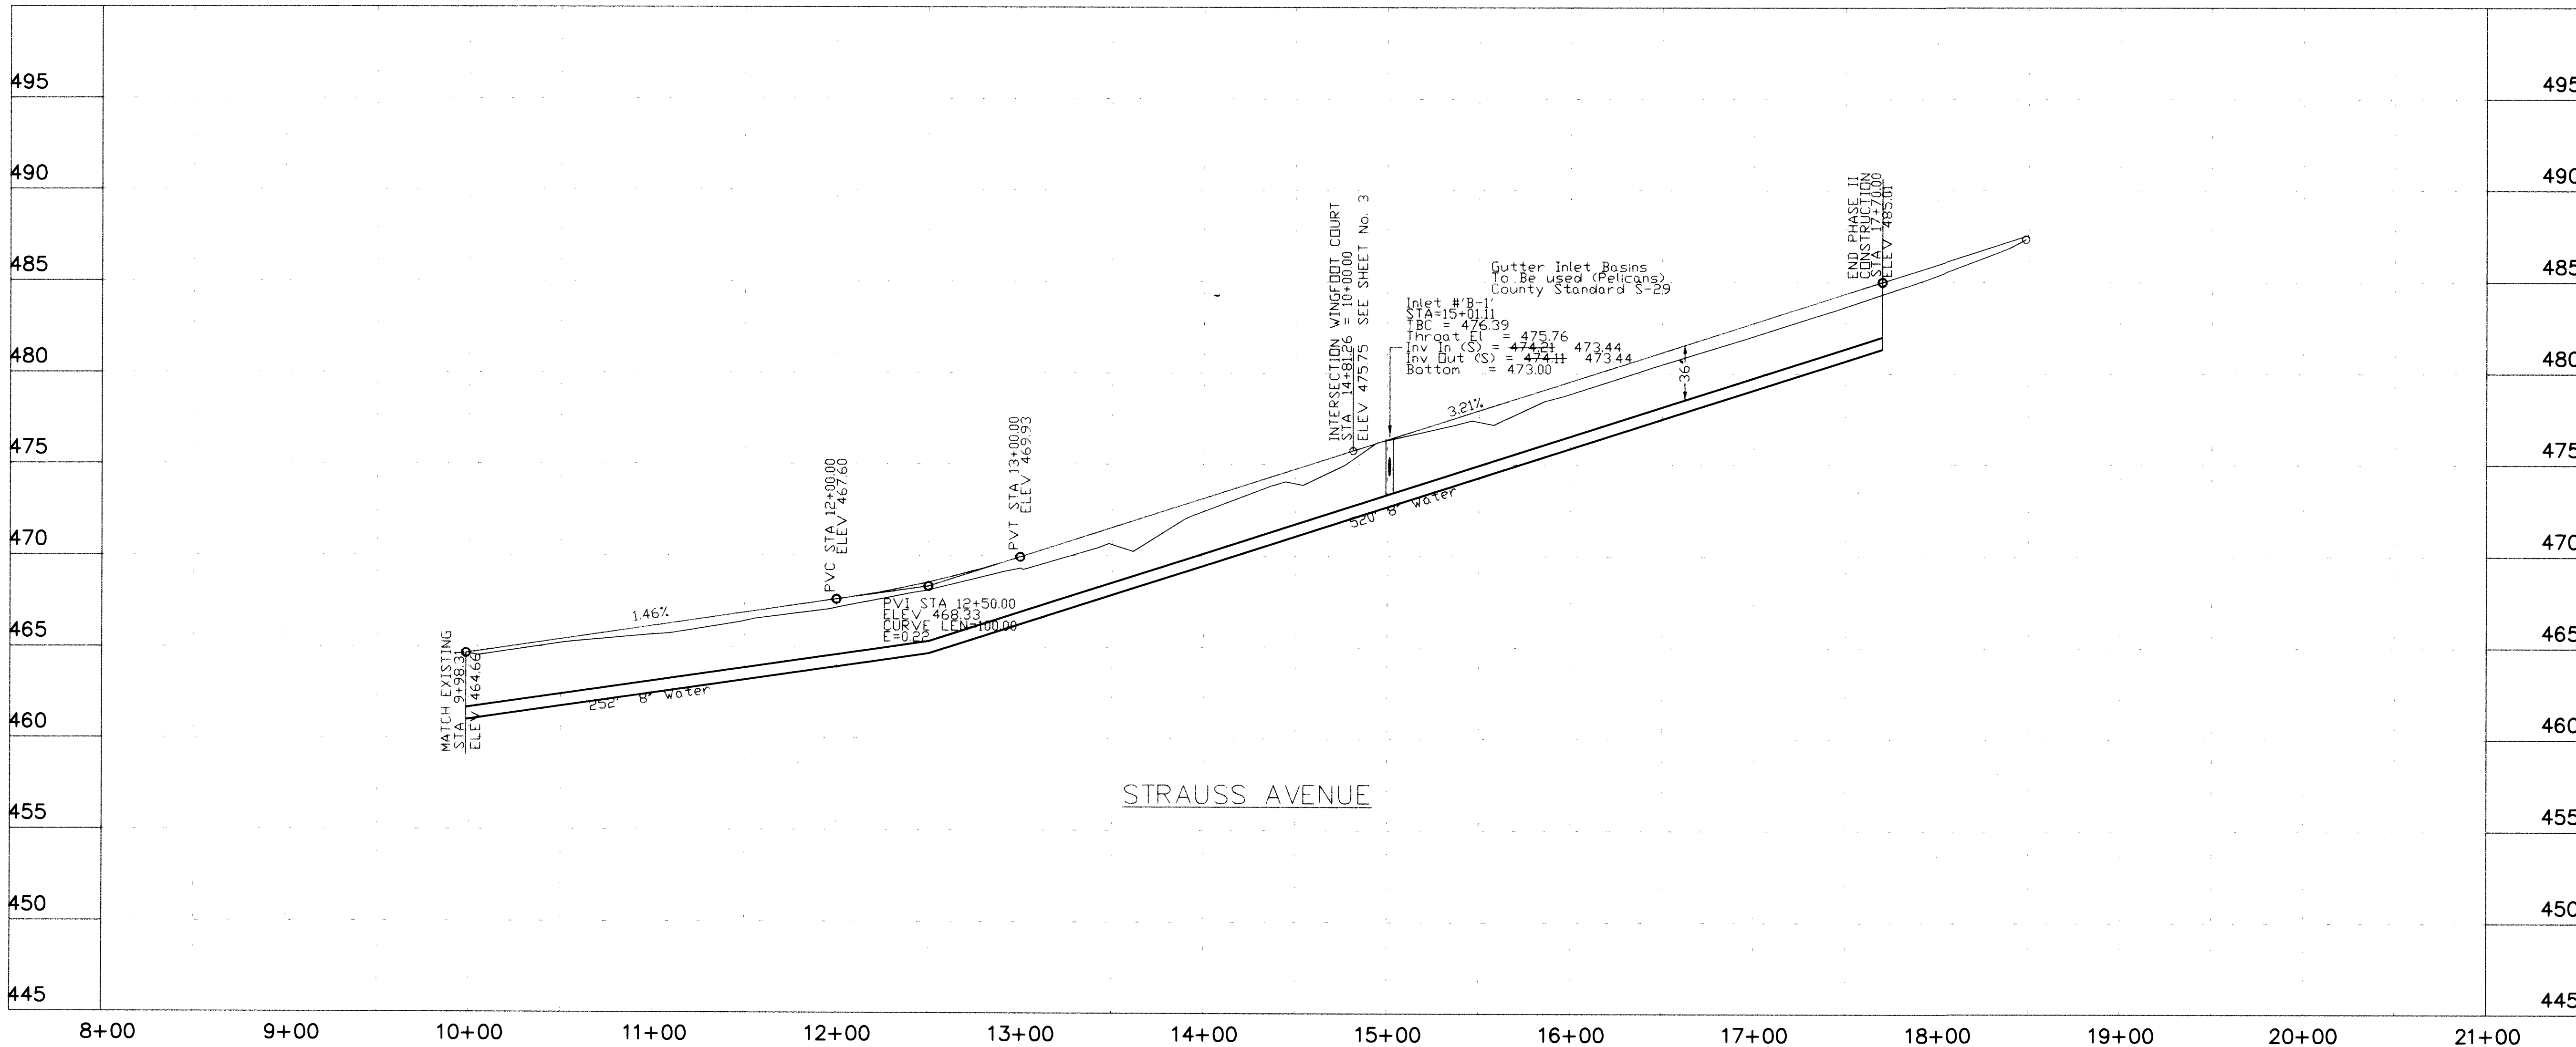 495
490
485
480
475
470
465
460
455
450
445
495
490
485
480
475
470
465
460
455
450
445
MATCH EXISTING
STA 9+98.31
ELEV 464.66
1.46%
252' 8" Water
PVC STA 12+00.00
ELEV 467.60
PVI STA 12+50.00
ELEV 468.33
CURVE LEN=100.00
E=0.22
PVT STA 13+00.00
ELEV 469.93
INTERSECTION WINGFOOT COURT
STA 14+81.26 = 10+00.00
ELEV 475.75 SEE SHEET No. 3
Gutter Inlet Basins
To Be used (Pelicans)
County Standard S-29
Inlet #'B-1'
STA=15+01.11
TBC = 476.39
Throat El = 475.76
Inv In (S) = 474.21 473.44
Inv Out (S) = 474.11 473.44
Bottom = 473.00
3.21%
36"
520' 8" Water
END PHASE II
CONSTRUCTION
STA 17+70.00
ELEV 485.01
STRAUSS AVENUE
8+00 9+00 10+00 11+00 12+00 13+00 14+00 15+00 16+00 17+00 18+00 19+00 20+00 21+00